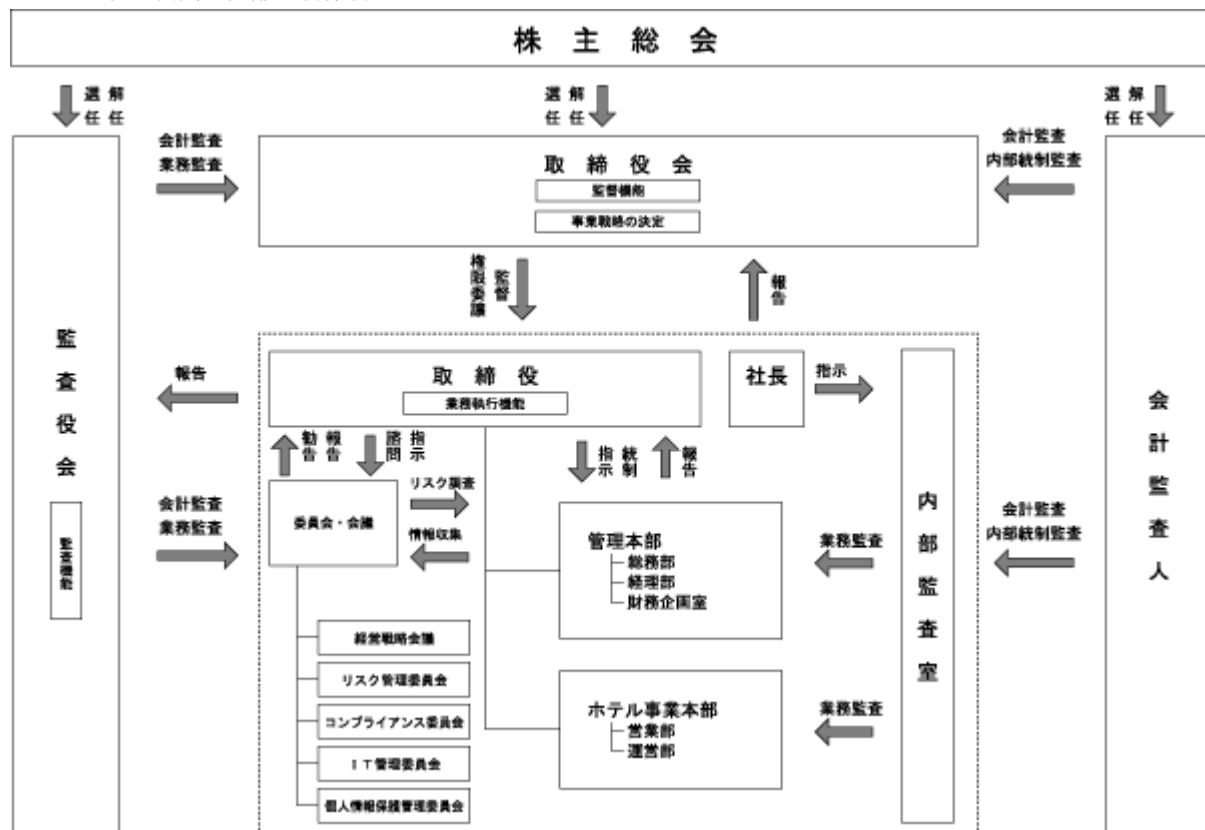 株 主 総 会
選 解
任 任
選 解
任 任
選 解
任 任
会計監査
業務監査
取 締 役 会
監督機能
事業戦略の決定
会計監査
内部統制監査
権限委譲
監督
報告
監査役会
監査機能
報告
取 締 役
業務執行機能
社長
指示
内部監査室
会計監査人
勧告
報告
諮問
指示
指示
統制
報告
リスク調査
情報収集
委員会・会議
会計監査
業務監査
管理本部
総務部
経理部
財務企画室
業務監査
会計監査
内部統制監査
経営戦略会議
リスク管理委員会
コンプライアンス委員会
IT管理委員会
個人情報保護管理委員会
ホテル事業本部
営業部
運営部
業務監査